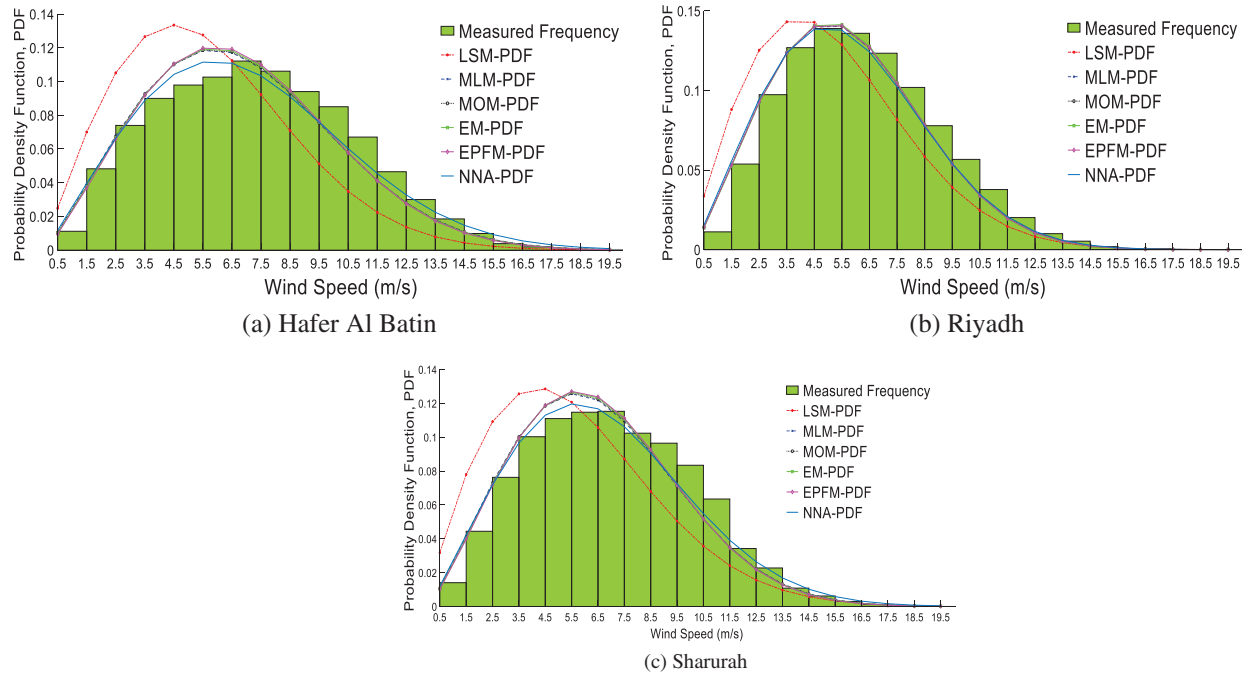 0.14
0.12
0.1
0.08
0.06
0.04
0.02
0
Probability Density Function, PDF
0.5 1.5 2.5 3.5 4.5 5.5 6.5 7.5 8.5 9.5 10.5 11.5 12.5 13.5 14.5 15.5 16.5 17.5 18.5 19.5
Wind Speed (m/s)
Measured Frequency
LSM-PDF
MLM-PDF
MOM-PDF
EM-PDF
EPFM-PDF
NNA-PDF
(a) Hafer Al Batin
0.15
0.1
0.05
0
Probability Density Function, PDF
0.5 1.5 2.5 3.5 4.5 5.5 6.5 7.5 8.5 9.5 10.5 11.5 12.5 13.5 14.5 15.5 16.5 17.5 18.5 19.5
Wind Speed (m/s)
Measured Frequency
LSM-PDF
MLM-PDF
MOM-PDF
EM-PDF
EPFM-PDF
NNA-PDF
(b) Riyadh
0.14
0.12
0.1
0.08
0.06
0.04
0.02
0
Probability Density Function, PDF
0.5 1.5 2.5 3.5 4.5 5.5 6.5 7.5 8.5 9.5 10.5 11.5 12.5 13.5 14.5 15.5 16.5 17.5 18.5 19.5
Wind Speed (m/s)
Measured Frequency
LSM-PDF
MLM-PDF
MOM-PDF
EM-PDF
EPFM-PDF
NNA-PDF
(c) Sharurah